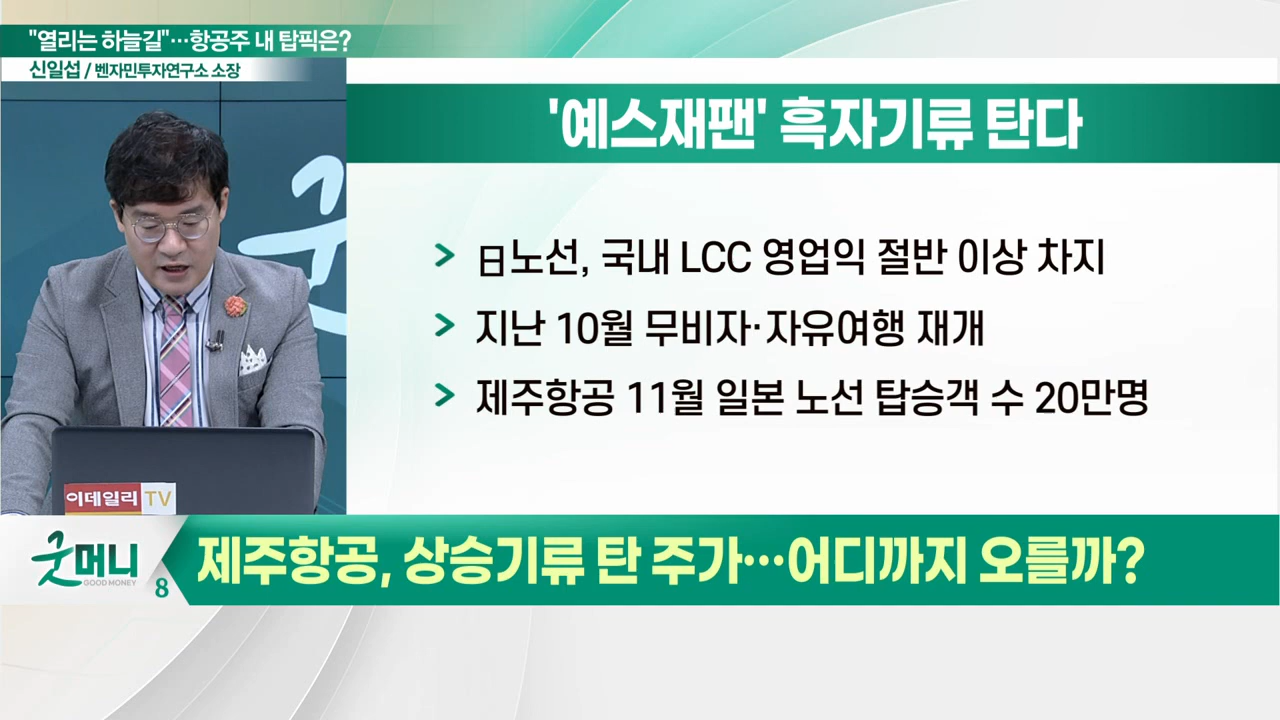 "열리는 하늘길"…항공주 내 탑픽은?
신일섭 / 벤자민투자연구소 소장
'예스재팬' 흑자기류 탄다
> 日노선, 국내 LCC 영업익 절반 이상 차지
> 지난 10월 무비자·자유여행 재개
> 제주항공 11월 일본 노선 탑승객 수 20만명
이데일리 TV
굿머니
GOOD MONEY
8
제주항공, 상승기류 탄 주가…어디까지 오를까?